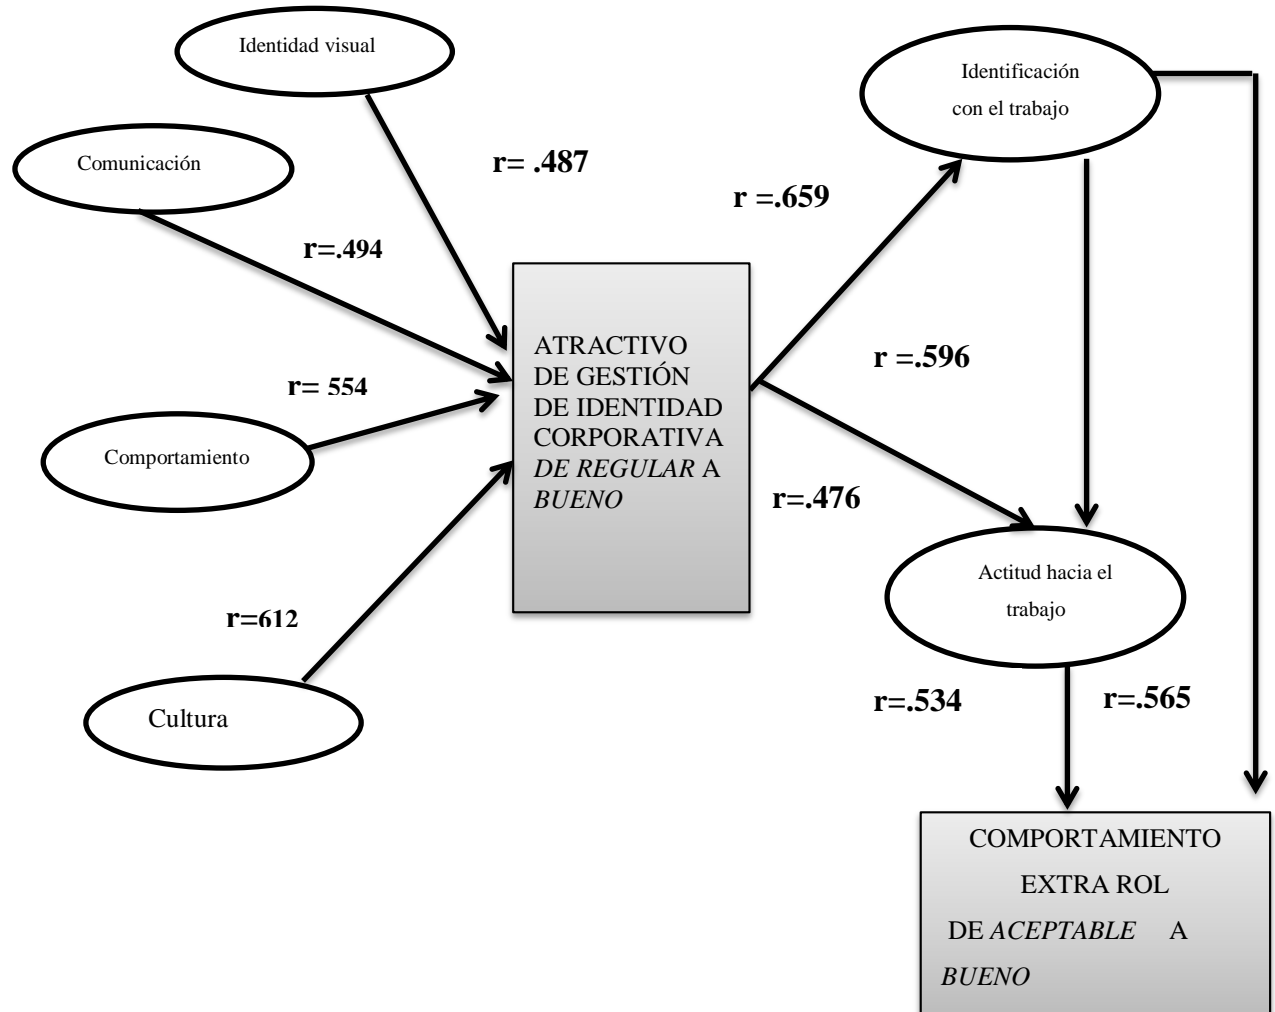 Identidad visual
Comunicación
r= .487
r=.494
r= 554
Comportamiento
r=612
Cultura
ATRACTIVO
DE GESTIÓN
DE IDENTIDAD
CORPORATIVA
DE REGULAR A
BUENO
Identificación
con el trabajo
r =.659
r =.596
r=.476
Actitud hacia el
trabajo
r=.534
r=.565
COMPORTAMIENTO
EXTRA ROL
DE ACEPTABLE A
BUENO